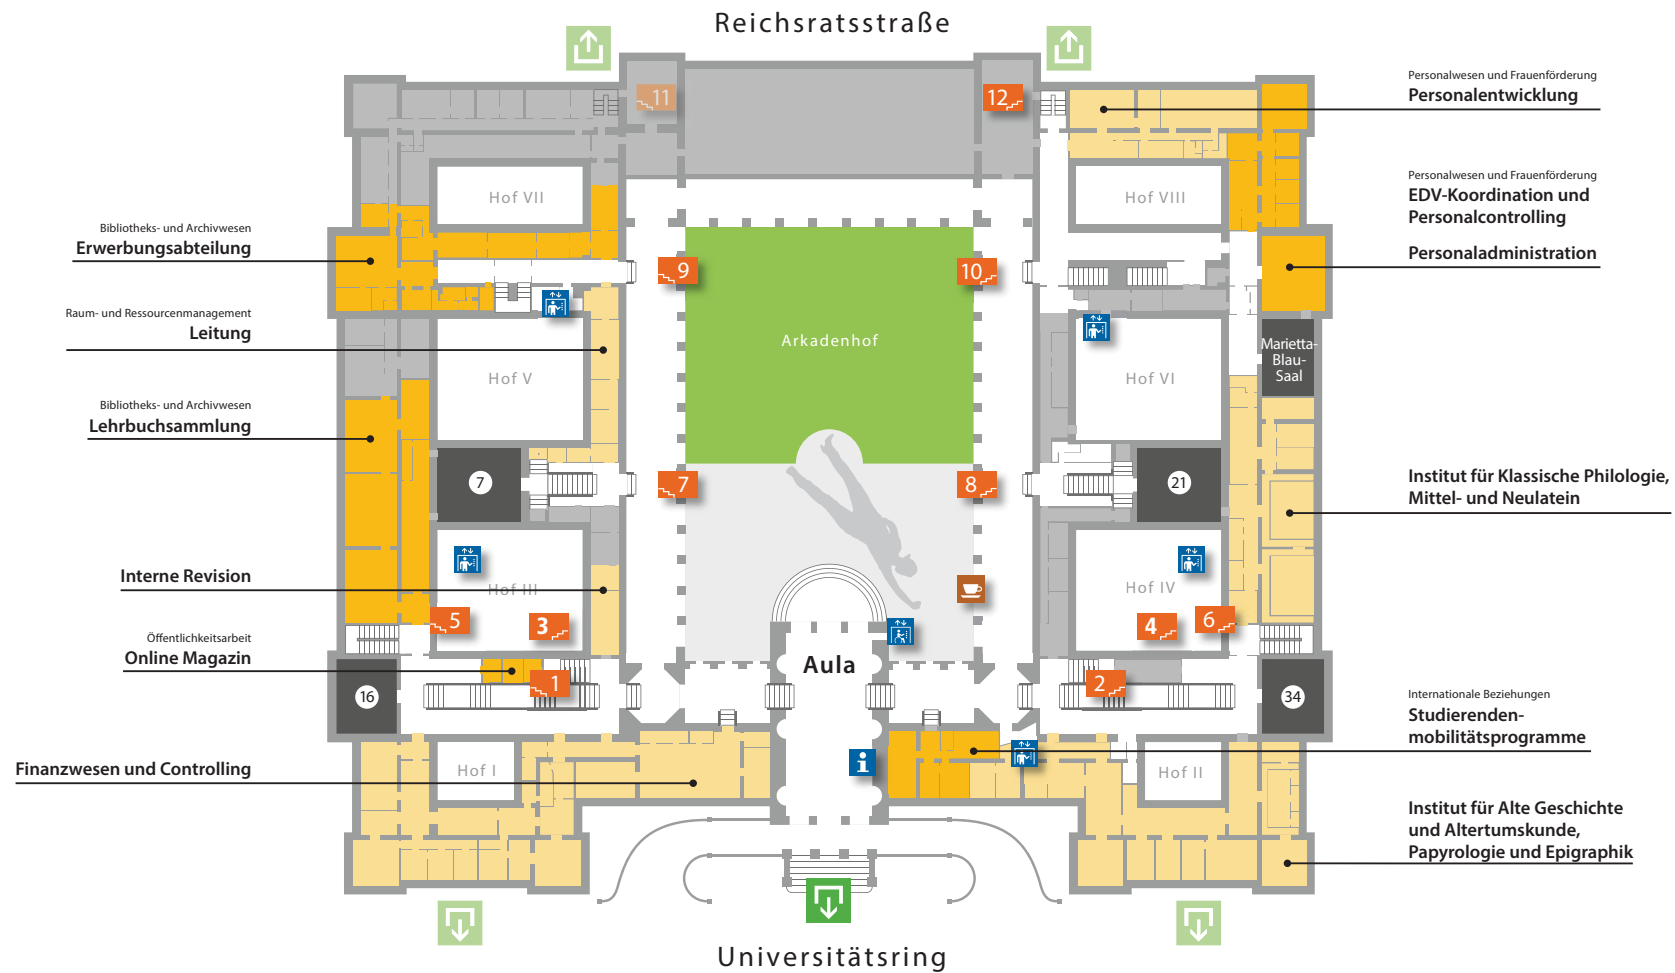 Reichsratsstraße
11
12
Personalwesen und Frauenförderung
Personalentwicklung
Hof VII
Hof VIII
Personalwesen und Frauenförderung
EDV-Koordination und
Personalcontrolling
Personaladministration
Bibliotheks- und Archivwesen
Erwerbungsabteilung
9
10
Raum- und Ressourcenmanagement
Leitung
Arkadenhof
Marietta-
Blau-
Saal
Hof V
Hof VI
Bibliotheks- und Archivwesen
Lehrbuchsammlung
7
7
8
21
Institut für Klassische Philologie,
Mittel- und Neulatein
Interne Revision
Hof III
Hof IV
5
3
4
6
Öffentlichkeitsarbeit
Online Magazin
Aula
1
2
16
34
Internationale Beziehungen
Studierenden-
mobilitätsprogramme
Finanzwesen und Controlling
Hof I
i
Hof II
Institut für Alte Geschichte
und Altertumskunde,
Papyrologie und Epigraphik
Universitätsring